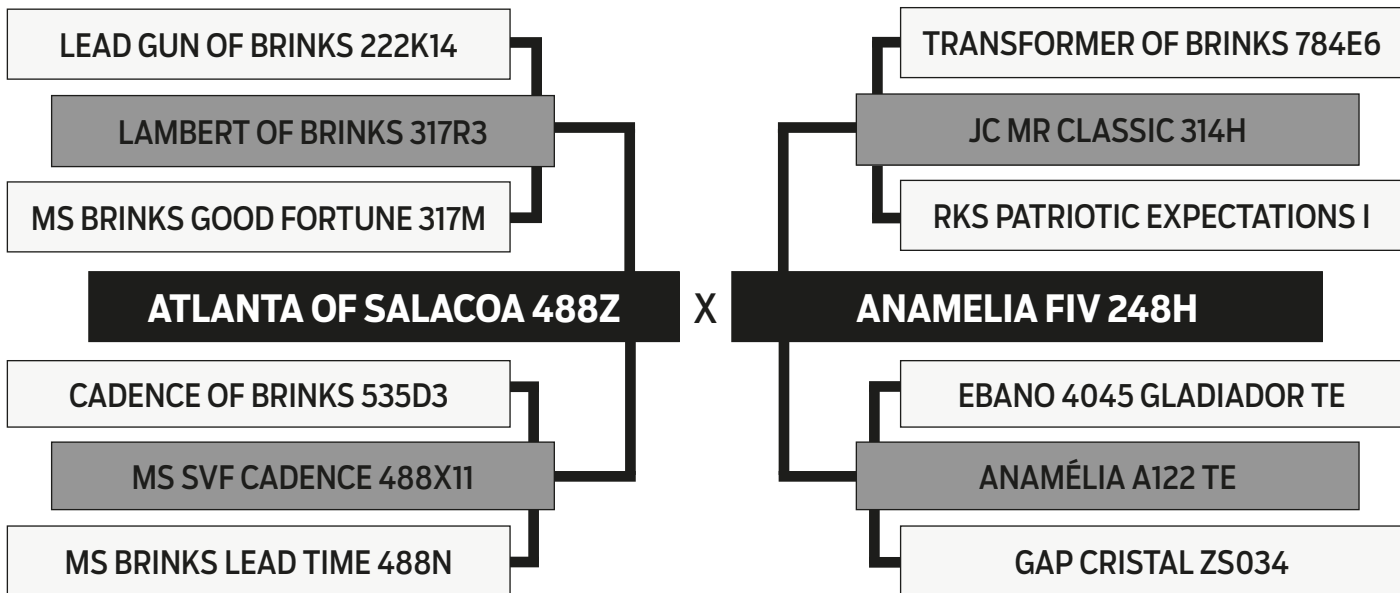 LEAD GUN OF BRINKS 222K14
LAMBERT OF BRINKS 317R3
MS BRINKS GOOD FORTUNE 317M
ATLANTA OF SALACOA 488Z
CADENCE OF BRINKS 535D3
MS SVF CADENCE 488X11
MS BRINKS LEAD TIME 488N
X
TRANSFORMER OF BRINKS 784E6
JC MR CLASSIC 314H
RKS PATRIOTIC EXPECTATIONS I
ANAMELIA FIV 248H
EBANO 4045 GLADIADOR TE
ANAMÉLIA A122 TE
GAP CRISTAL ZS034